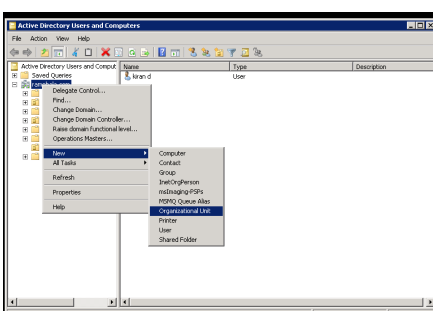 Active Directory Users and Computers
File Action View Help
Active Directory Users and Comput
Name Type Description
Saved Queries
kiran d User
Delegate Control...
Find...
Change Domain...
Change Domain Controller...
Raise domain functional level...
Operations Masters...
New
All Tasks
Refresh
Properties
Help
Computer
Contact
Group
InetOrgPerson
msImaging-PSPs
MSMQ Queue Alias
Organizational Unit
Printer
User
Shared Folder